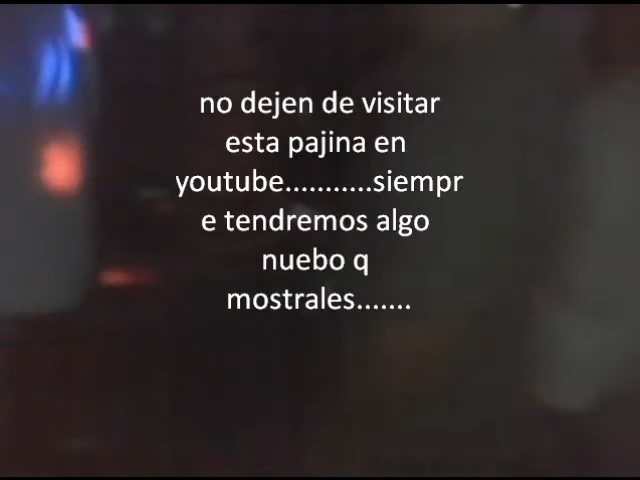 no dejen de visitar
esta pajina en
youtube...........siempr
e tendremos algo
nuebo q
mostrales.......